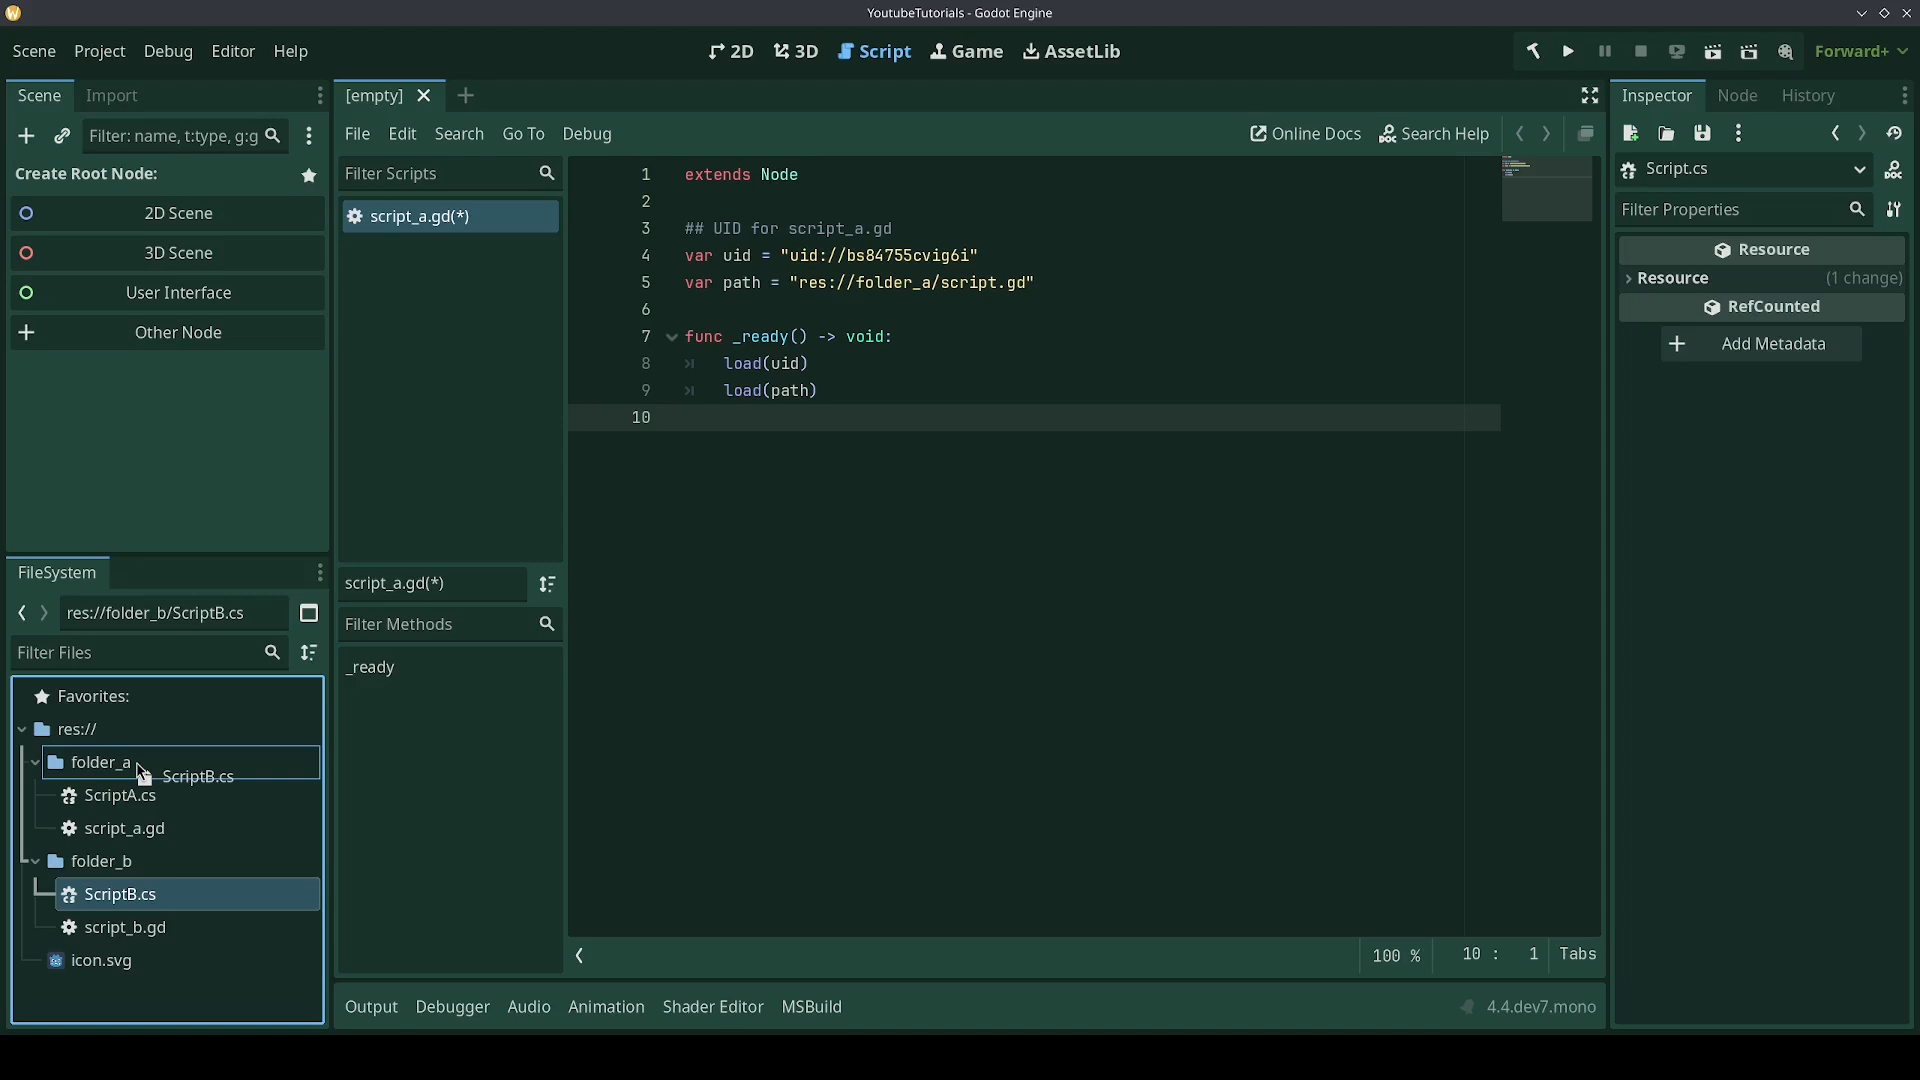 YoutubeTutorials - Godot Engine
Scene Project Debug Editor Help
2D 3D Script Game AssetLib
Forward+
Scene Import
Filter: name, t:type, g:g
Create Root Node:
2D Scene
3D Scene
User Interface
Other Node
FileSystem
res://folder_b/ScriptB.cs
Filter Files
Favorites:
res://
folder_a
ScriptB.cs
ScriptA.cs
script_a.gd
folder_b
ScriptB.cs
script_b.gd
icon.svg
[empty]
File Edit Search Go To Debug
Online Docs Search Help
Filter Scripts
script_a.gd(*)
script_a.gd(*)
Filter Methods
_ready
1 extends Node
2
3 ## UID for script_a.gd
4 var uid = "uid://bs84755cvig6i"
5 var path = "res://folder_a/script.gd"
6
7 func _ready() -> void:
8 load(uid)
9 load(path)
10
100 % 10 : 1 Tabs
Output Debugger Audio Animation Shader Editor MSBuild
4.4.dev7.mono
Inspector Node History
Script.cs
Filter Properties
Resource
Resource (1 change)
RefCounted
Add Metadata